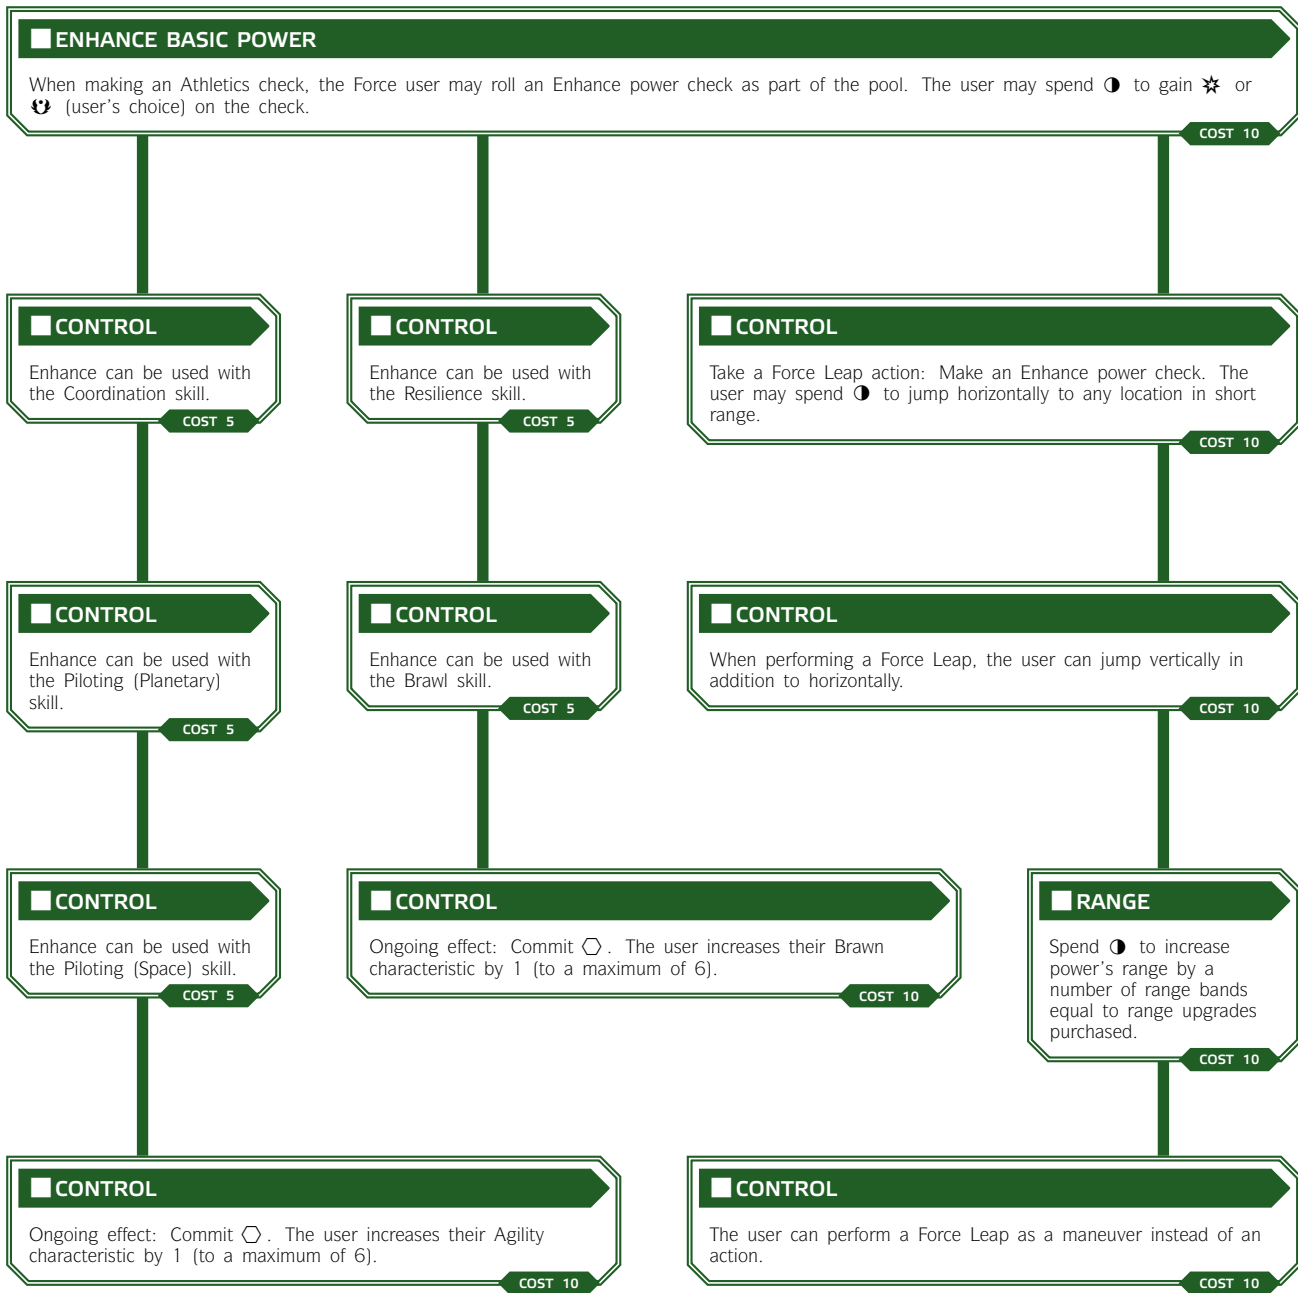 ENHANCE BASIC POWER
When making an Athletics check, the Force user may roll an Enhance power check as part of the pool. The user may spend ◑ to gain or
(user's choice) on the check.
COST 10
CONTROL
Enhance can be used with
the Coordination skill.
COST 5
CONTROL
Enhance can be used with
the Resilience skill.
COST 5
CONTROL
Take a Force Leap action: Make an Enhance power check. The
user may spend ◑ to jump horizontally to any location in short
range.
COST 10
CONTROL
Enhance can be used with
the Piloting (Planetary)
skill.
COST 5
CONTROL
Enhance can be used with
the Brawl skill.
COST 5
CONTROL
When performing a Force Leap, the user can jump vertically in
addition to horizontally.
COST 10
CONTROL
Enhance can be used with
the Piloting (Space) skill.
COST 5
CONTROL
Ongoing effect: Commit ⬡. The user increases their Brawn
characteristic by 1 (to a maximum of 6).
COST 10
RANGE
Spend ◑ to increase
power's range by a
number of range bands
equal to range upgrades
purchased.
COST 10
CONTROL
Ongoing effect: Commit ⬡. The user increases their Agility
characteristic by 1 (to a maximum of 6).
COST 10
CONTROL
The user can perform a Force Leap as a maneuver instead of an
action.
COST 10